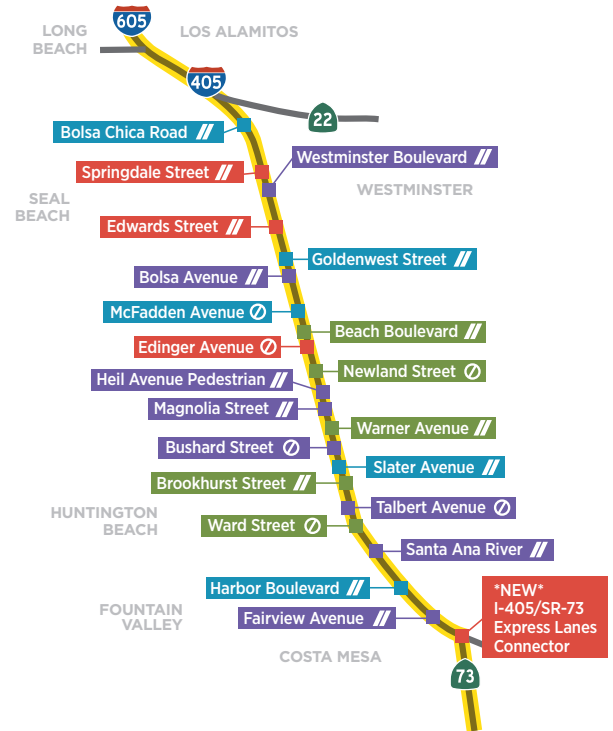 605
LONG
BEACH
LOS ALAMITOS
405
22
Bolsa Chica Road
Westminster Boulevard
Springdale Street
WESTMINSTER
SEAL
BEACH
Edwards Street
Goldenwest Street
Bolsa Avenue
McFadden Avenue
Beach Boulevard
Edinger Avenue
Newland Street
Heil Avenue Pedestrian
Magnolia Street
Warner Avenue
Bushard Street
Slater Avenue
Brookhurst Street
Talbert Avenue
HUNTINGTON
BEACH
Ward Street
Santa Ana River
Harbor Boulevard
*NEW*
I-405/SR-73
Express Lanes
Connector
FOUNTAIN
VALLEY
Fairview Avenue
COSTA MESA
73